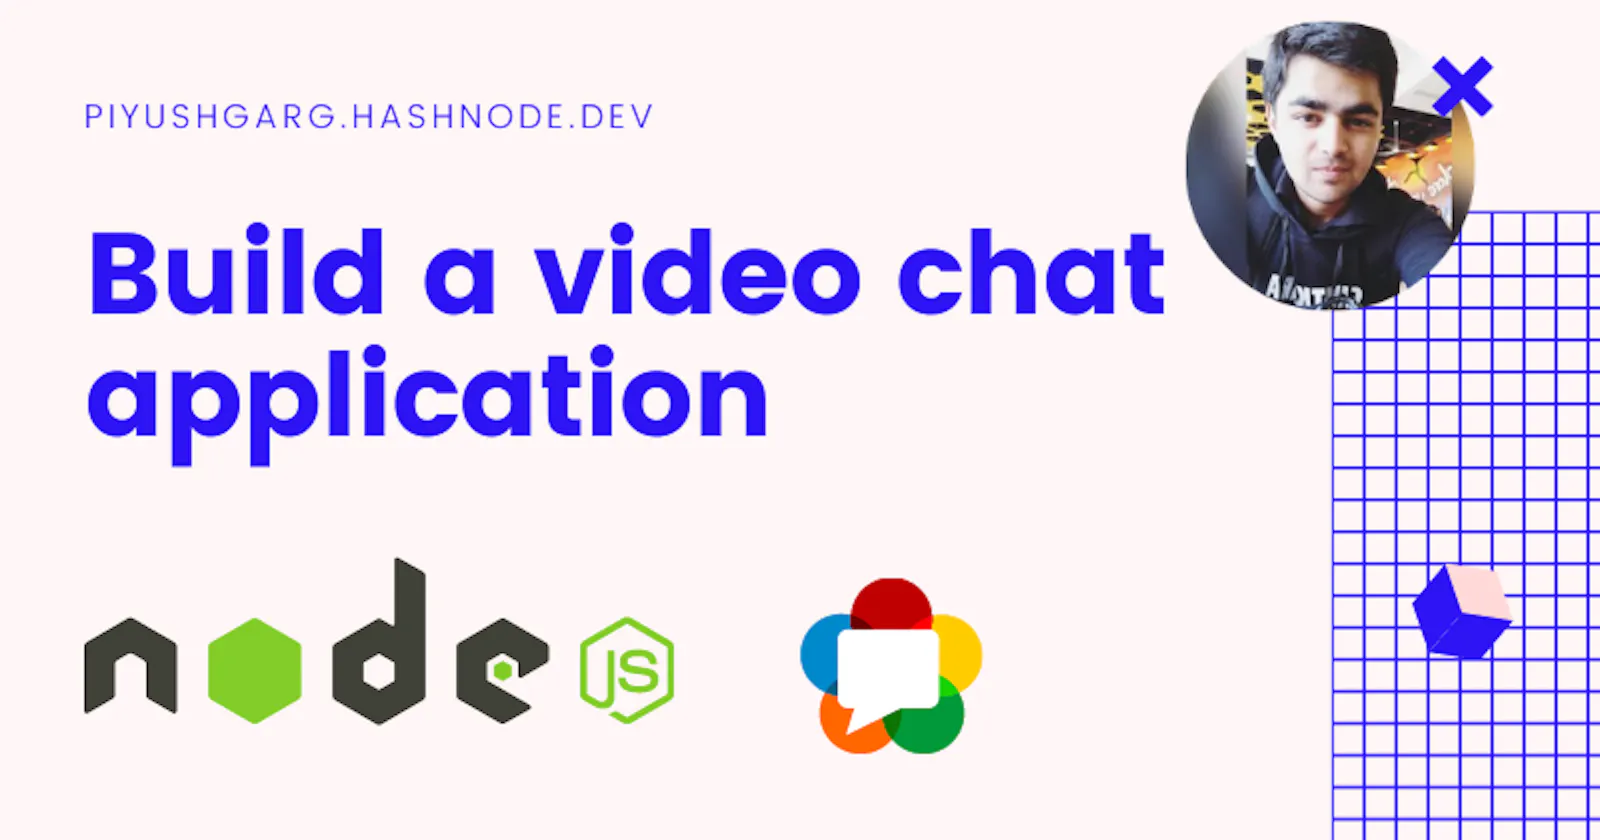 PIYUSHGARG.HASHNODE.DEV
Build a video chat
application
node
JS